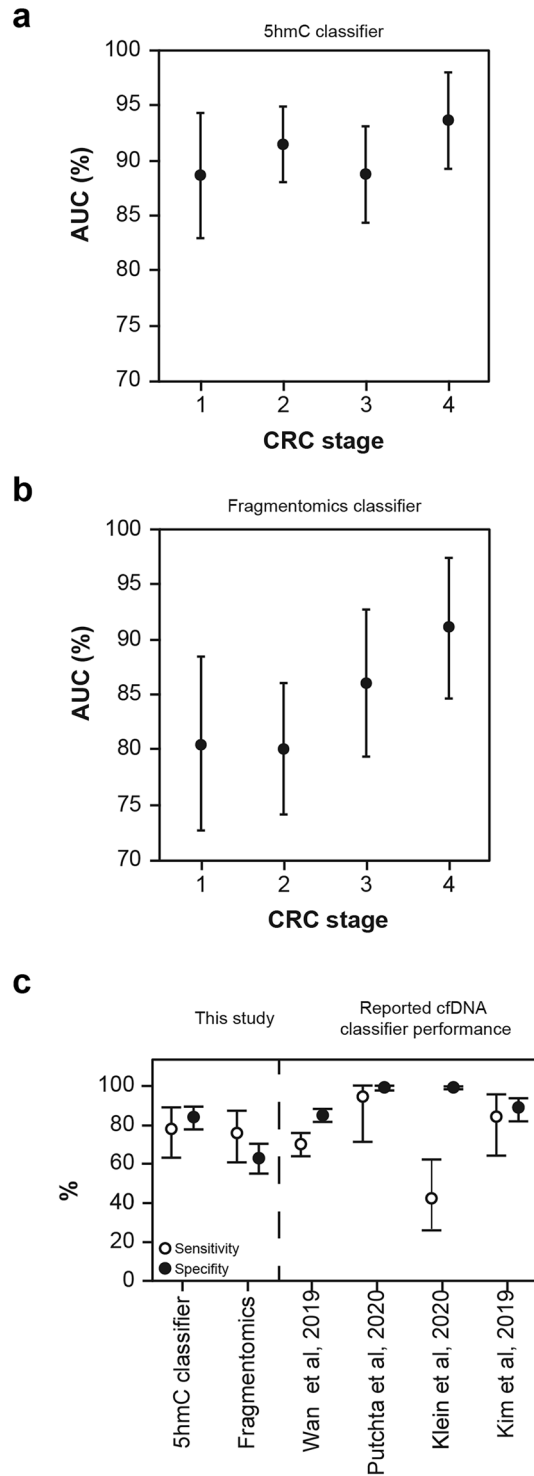 a
5hmC classifier
100
95
90
85
80
75
70
AUC (%)
1 2 3 4
CRC stage
b
Fragmentomics classifier
100
95
90
85
80
75
70
AUC (%)
1 2 3 4
CRC stage
c
This study
Reported cfDNA
classifier performance
100
80
60
40
20
0
%
Sensitivity
Specifity
5hmC classifier
Fragmentomics
Wan et al, 2019
Putchta et al, 2020
Klein et al, 2020
Kim et al, 2019